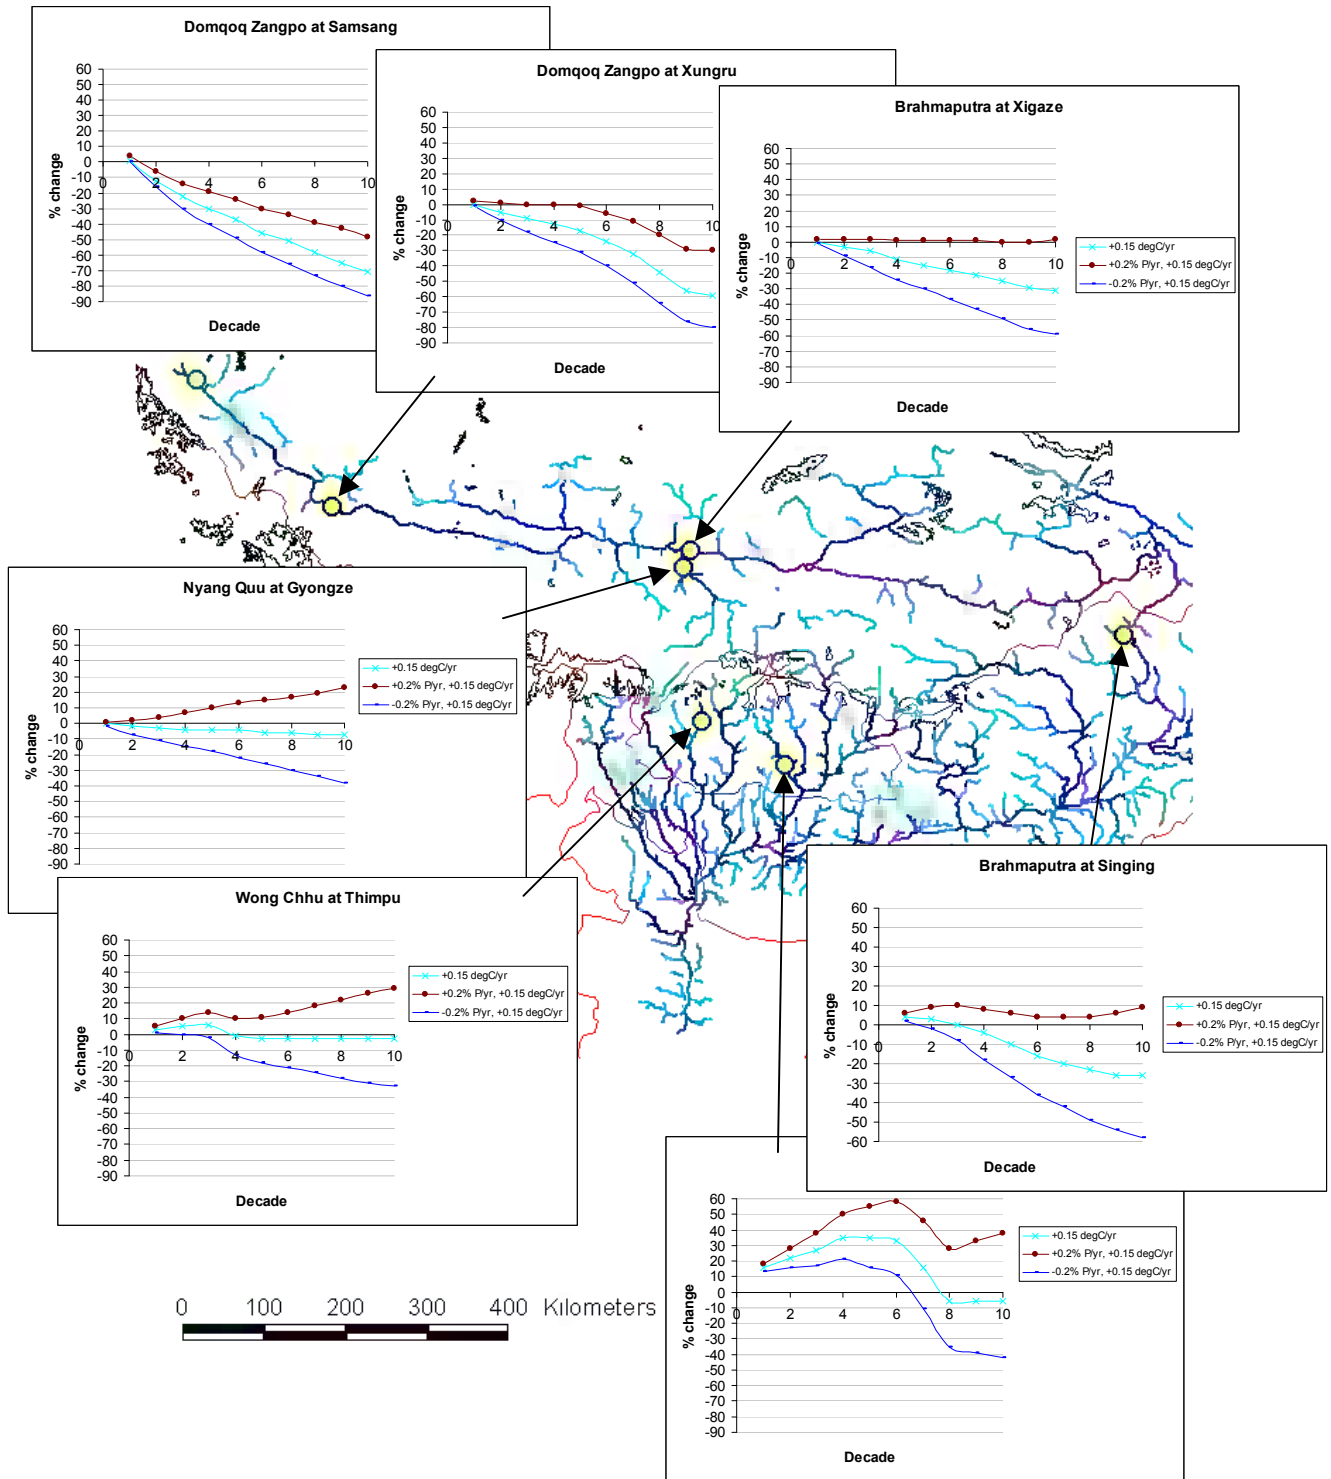 Domqoq Zangpo at Samsang
60
50
40
30
20
10
0
-10
-20
-30
-40
-50
-60
-70
-80
-90
0 2 4 6 8 10
% change
Decade
Domqoq Zangpo at Xungru
60
50
40
30
20
10
0
-10
-20
-30
-40
-50
-60
-70
-80
-90
0 2 4 6 8 10
% change
Decade
Brahmaputra at Xigaze
60
50
40
30
20
10
0
-10
-20
-30
-40
-50
-60
-70
-80
-90
0 2 4 6 8 10
% change
Decade
+0.15 degC/yr
+0.2% P/yr, +0.15 degC/yr
-0.2% P/yr, +0.15 degC/yr
Nyang Quu at Gyongze
60
50
40
30
20
10
0
-10
-20
-30
-40
-50
-60
-70
-80
-90
0 2 4 6 8 10
% change
+0.15 degC/yr
+0.2% P/yr, +0.15 degC/yr
-0.2% P/yr, +0.15 degC/yr
Wong Chhu at Thimpu
60
50
40
30
20
10
0
-10
-20
-30
-40
-50
-60
-70
-80
-90
0 2 4 6 8 10
% change
Decade
+0.15 degC/yr
+0.2% P/yr, +0.15 degC/yr
-0.2% P/yr, +0.15 degC/yr
Brahmaputra at Singing
60
50
40
30
20
10
0
-10
-20
-30
-40
-50
-60
0 2 4 6 8 10
% change
Decade
+0.15 degC/yr
+0.2% P/yr, +0.15 degC/yr
-0.2% P/yr, +0.15 degC/yr
60
50
40
30
20
10
0
-10
-20
-30
-40
-50
-60
-70
-80
-90
0 2 4 6 8 10
% change
Decade
+0.15 degC/yr
+0.2% P/yr, +0.15 degC/yr
-0.2% P/yr, +0.15 degC/yr
0 100 200 300 400 Kilometers